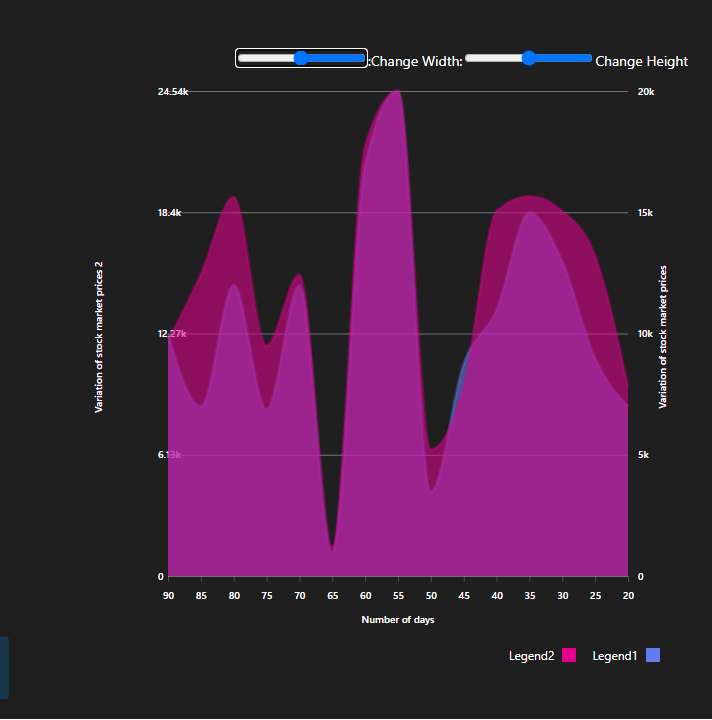 :Change Width: Change Height
24.54k
18.4k
12.27k
6.13k
0
20k
15k
10k
5k
0
Variation of stock market prices 2
Variation of stock market prices
90 85 80 75 70 65 60 55 50 45 40 35 30 25 20
Number of days
Legend2 Legend1